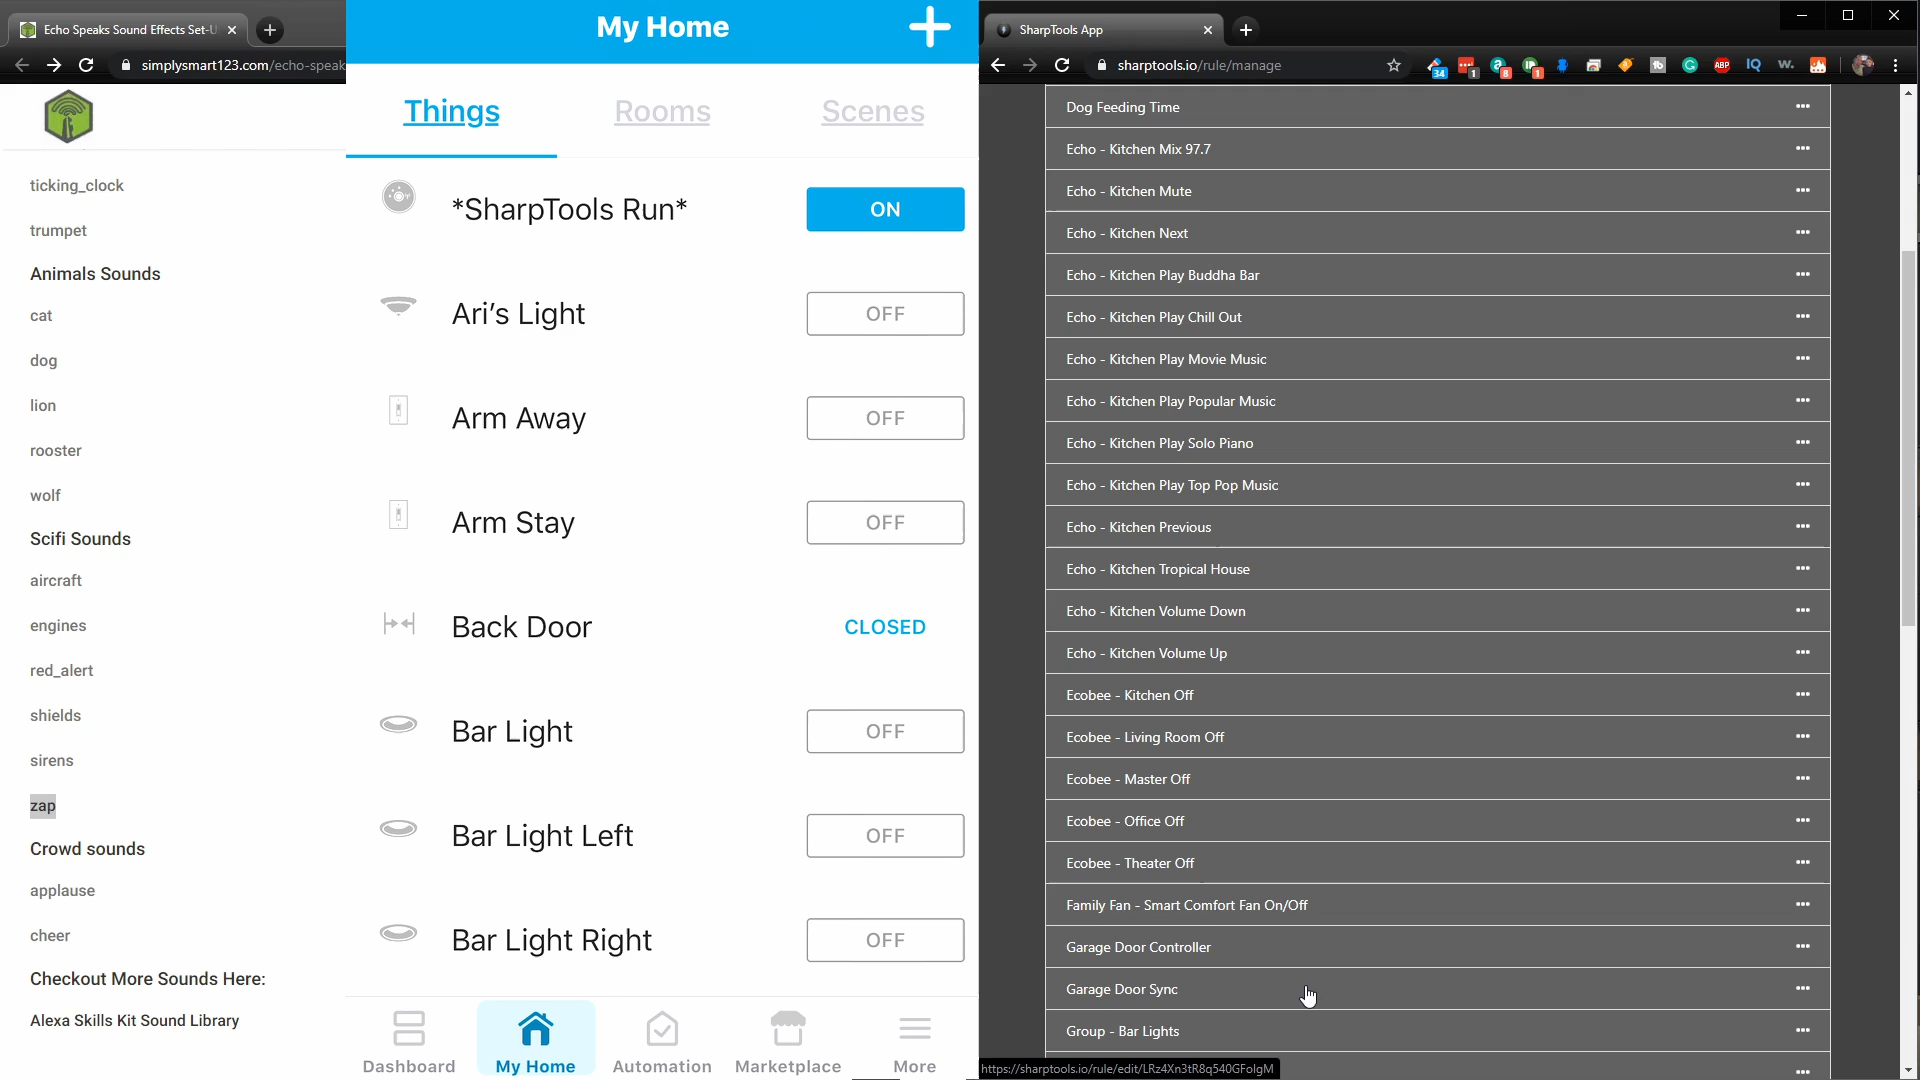 Echo Speaks Sound Effects Set-U
simplysmart123.com/echo-speak
ticking_clock
trumpet
Animals Sounds
cat
dog
lion
rooster
wolf
Scifi Sounds
aircraft
engines
red_alert
shields
sirens
zap
Crowd sounds
applause
cheer
Checkout More Sounds Here:
Alexa Skills Kit Sound Library
My Home
Things Rooms Scenes
*SharpTools Run* ON
Ari's Light OFF
Arm Away OFF
Arm Stay OFF
Back Door CLOSED
Bar Light OFF
Bar Light Left OFF
Bar Light Right OFF
Dashboard My Home Automation Marketplace More
SharpTools App
sharptools.io/rule/manage
34 1 8 1 tb ABP IQ w.
Dog Feeding Time
Echo - Kitchen Mix 97.7
Echo - Kitchen Mute
Echo - Kitchen Next
Echo - Kitchen Play Buddha Bar
Echo - Kitchen Play Chill Out
Echo - Kitchen Play Movie Music
Echo - Kitchen Play Popular Music
Echo - Kitchen Play Solo Piano
Echo - Kitchen Play Top Pop Music
Echo - Kitchen Previous
Echo - Kitchen Tropical House
Echo - Kitchen Volume Down
Echo - Kitchen Volume Up
Ecobee - Kitchen Off
Ecobee - Living Room Off
Ecobee - Master Off
Ecobee - Office Off
Ecobee - Theater Off
Family Fan - Smart Comfort Fan On/Off
Garage Door Controller
Garage Door Sync
Group - Bar Lights
https://sharptools.io/rule/edit/LRz4Xn3tR8q540GFolgM